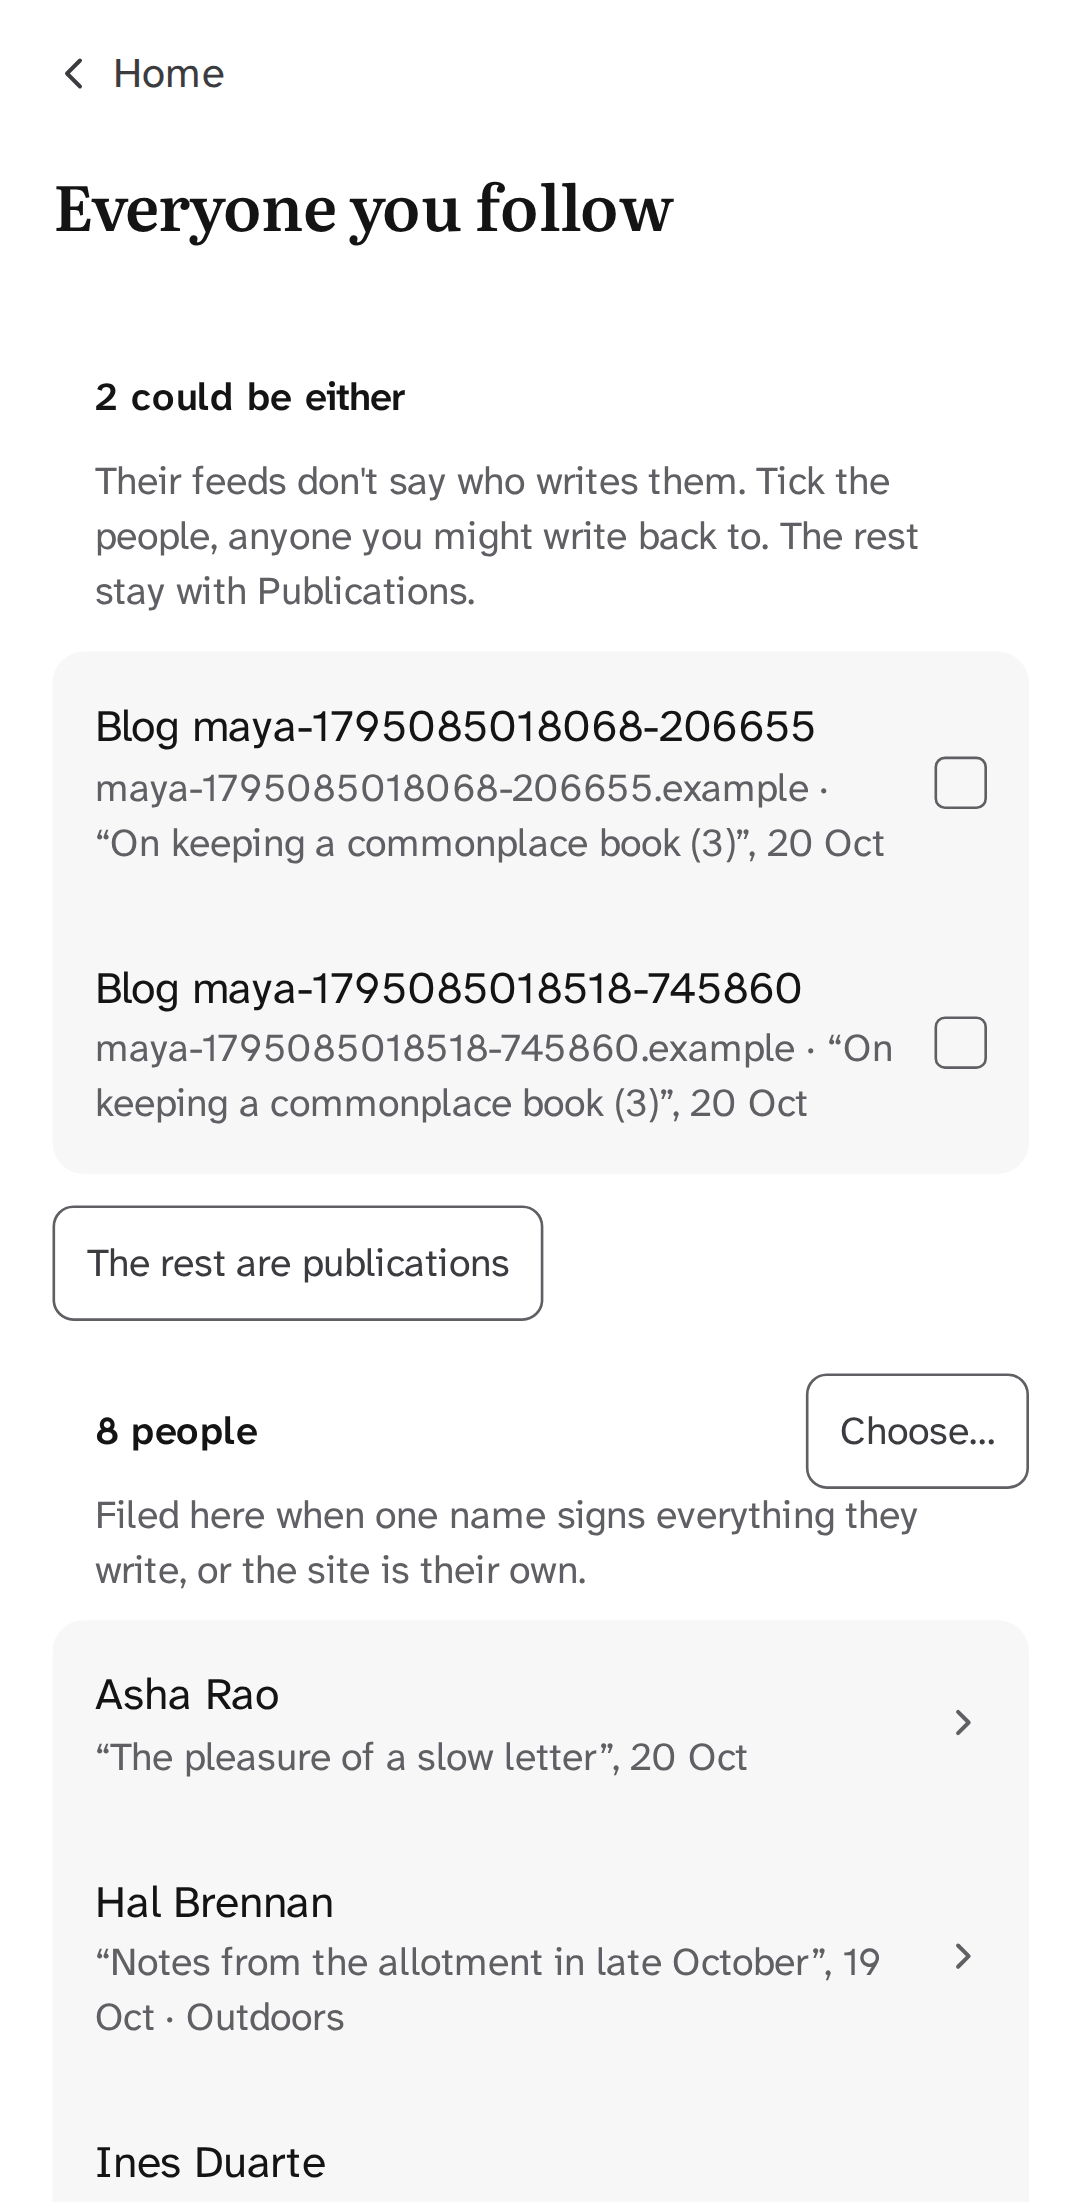 Home
Everyone you follow
2 could be either
Their feeds don't say who writes them. Tick the
people, anyone you might write back to. The rest
stay with Publications.
Blog maya-1795085018068-206655
maya-1795085018068-206655.example ·
“On keeping a commonplace book (3)”, 20 Oct
Blog maya-1795085018518-745860
maya-1795085018518-745860.example · “On
keeping a commonplace book (3)”, 20 Oct
The rest are publications
8 people
Choose...
Filed here when one name signs everything they
write, or the site is their own.
Asha Rao
“The pleasure of a slow letter”, 20 Oct
Hal Brennan
“Notes from the allotment in late October”, 19
Oct · Outdoors
Ines Duarte